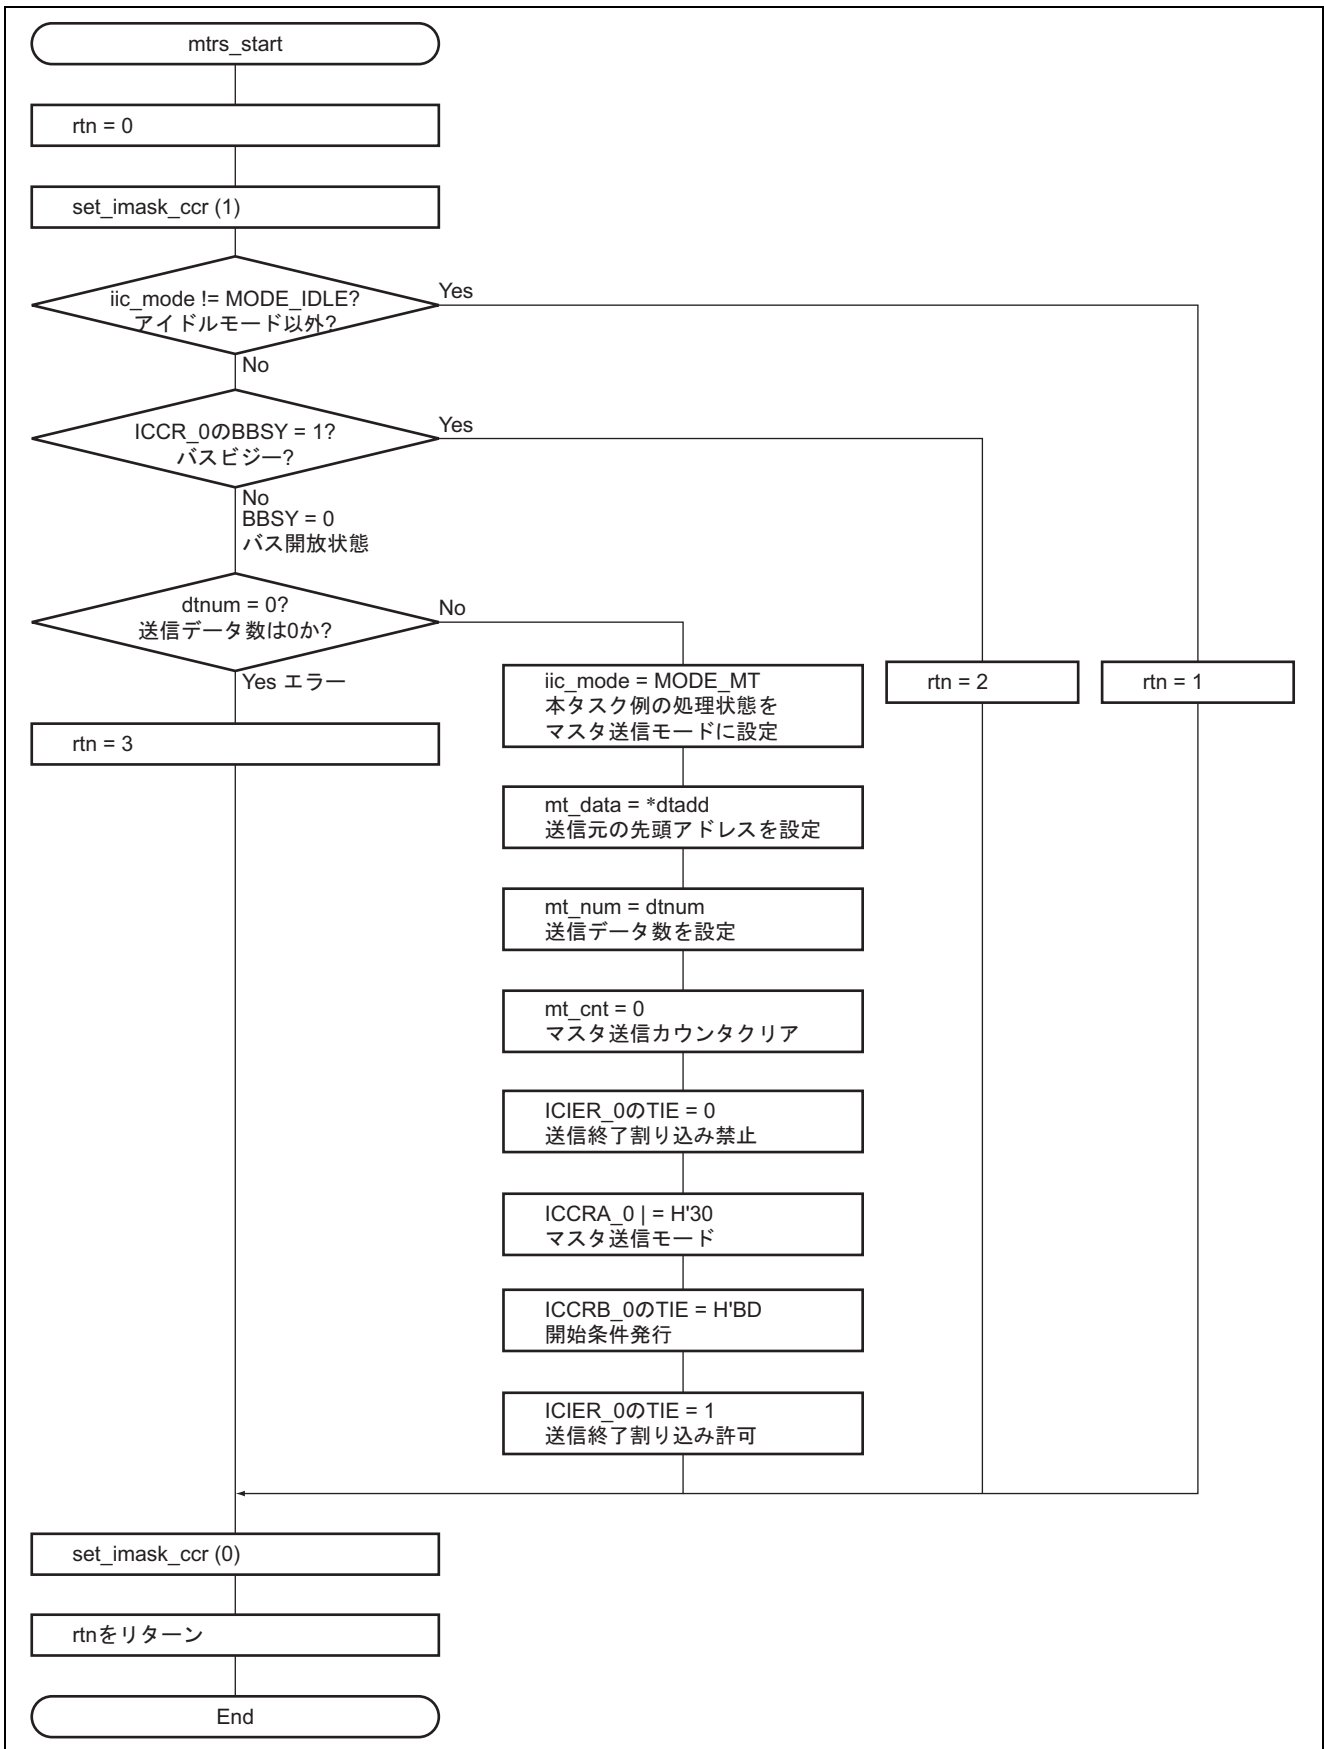 mtrs_start
rtn = 0
set_imask_ccr (1)
iic_mode != MODE_IDLE?
アイドルモード以外?
Yes
No
ICCR_0のBBSY = 1?
バスビジー?
Yes
No
BBSY = 0
バス開放状態
dtnum = 0?
送信データ数は0か?
No
Yes エラー
rtn = 3
iic_mode = MODE_MT
本タスク例の処理状態を
マスタ送信モードに設定
rtn = 2
rtn = 1
mt_data = *dtadd
送信元の先頭アドレスを設定
mt_num = dtnum
送信データ数を設定
mt_cnt = 0
マスタ送信カウンタクリア
ICIER_0のTIE = 0
送信終了割り込み禁止
ICCRA_0 | = H'30
マスタ送信モード
ICCRB_0のTIE = H'BD
開始条件発行
ICIER_0のTIE = 1
送信終了割り込み許可
set_imask_ccr (0)
rtnをリターン
End